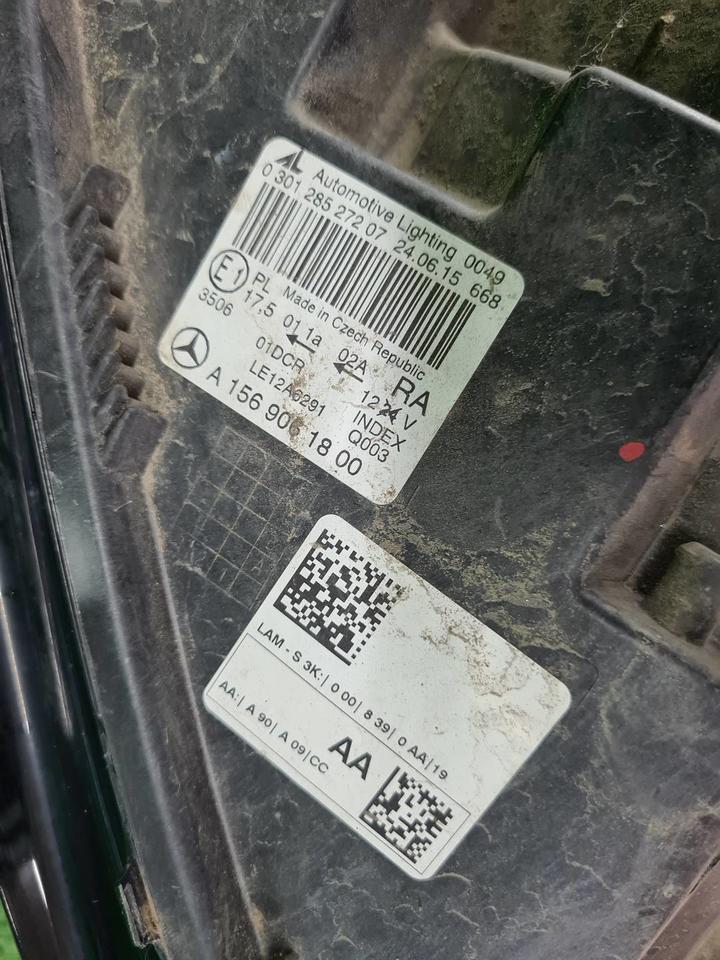 AL Automotive Lighting 0049
0 301 285 272 07 24.06.15 668
Made in Czech Republic
E1 PL
17,5 01 1a 02A RA
3506 01DCR 12 24 V
LE12A6291 INDEX
Q003
A 156 906 18 00
LAM - S 3K:| 0 00| 8 39| 0 AA|19
AA:| A 90| A 09|CC
AA